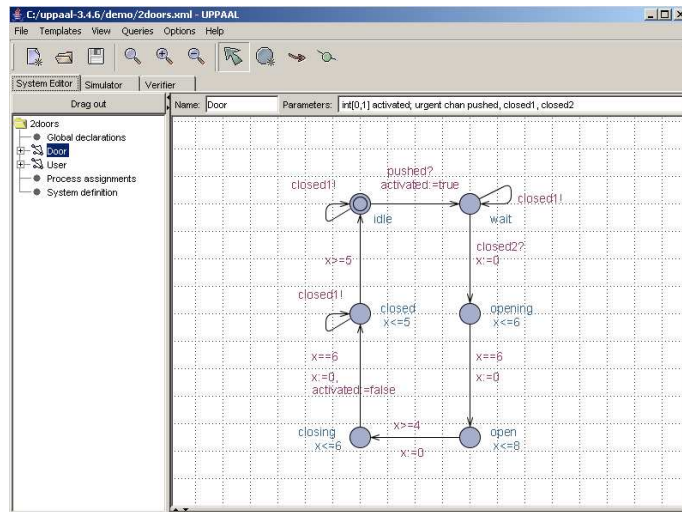 C:/uppaal-3.4.6/demo/2doors.xml - UPPAAL
File Templates View Queries Options Help
System Editor Simulator Verifier
Drag out
Name: Door Parameters: int[0,1] activated; urgent chan pushed, closed1, closed2
2doors
Global declarations
Door
User
Process assignments
System definition
pushed?
closed1! activated:=true closed1!
idle wait
closed2?
x>=5 x:=0
closed1!
closed opening
x<=5 x<=6
x==6 x==6
x:=0, x:=0
activated:=false
closing x>=4 open
x<=6 x:=0 x<=8